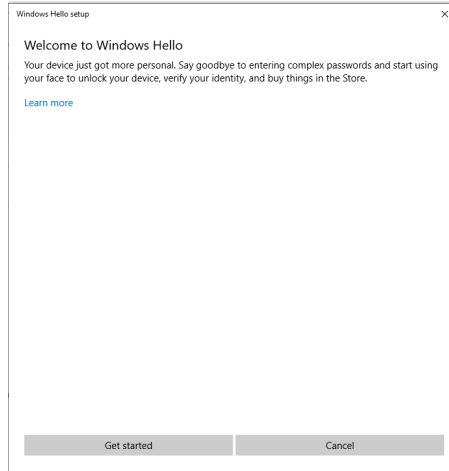 Windows Hello setup
Welcome to Windows Hello
Your device just got more personal. Say goodbye to entering complex passwords and start using
your face to unlock your device, verify your identity, and buy things in the Store.
Learn more
Get started
Cancel